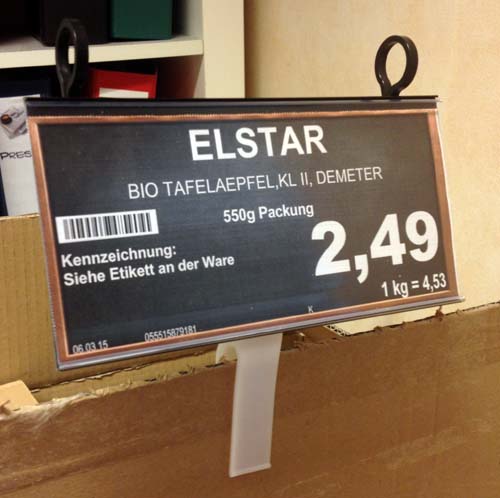 ELSTAR
BIO TAFELAEPFEL,KL II, DEMETER
550g Packung
Kennzeichnung:
Siehe Etikett an der Ware
2,49
1 kg = 4,53
K
06.03.15
055515879181
PRES